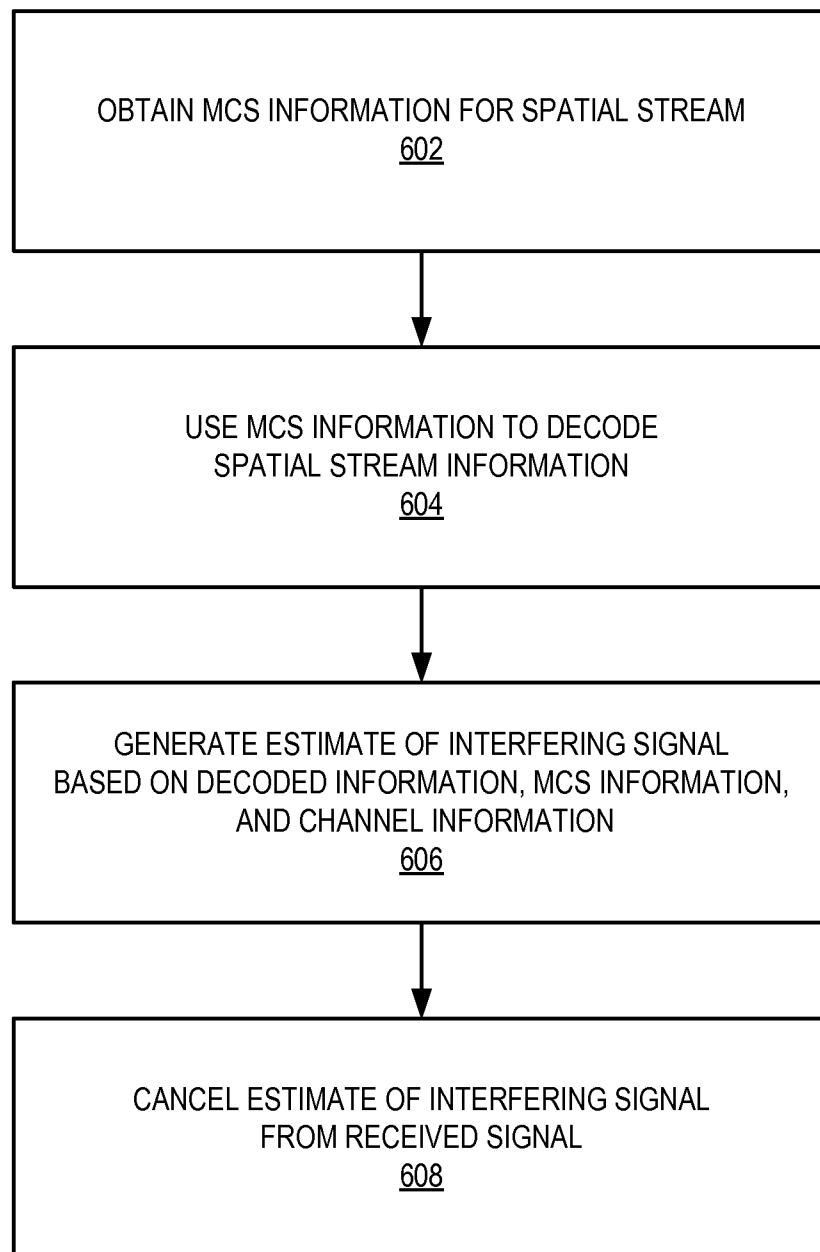 OBTAIN MCS INFORMATION FOR SPATIAL STREAM
602
USE MCS INFORMATION TO DECODE
SPATIAL STREAM INFORMATION
604
GENERATE ESTIMATE OF INTERFERING SIGNAL
BASED ON DECODED INFORMATION, MCS INFORMATION,
AND CHANNEL INFORMATION
606
CANCEL ESTIMATE OF INTERFERING SIGNAL
FROM RECEIVED SIGNAL
608